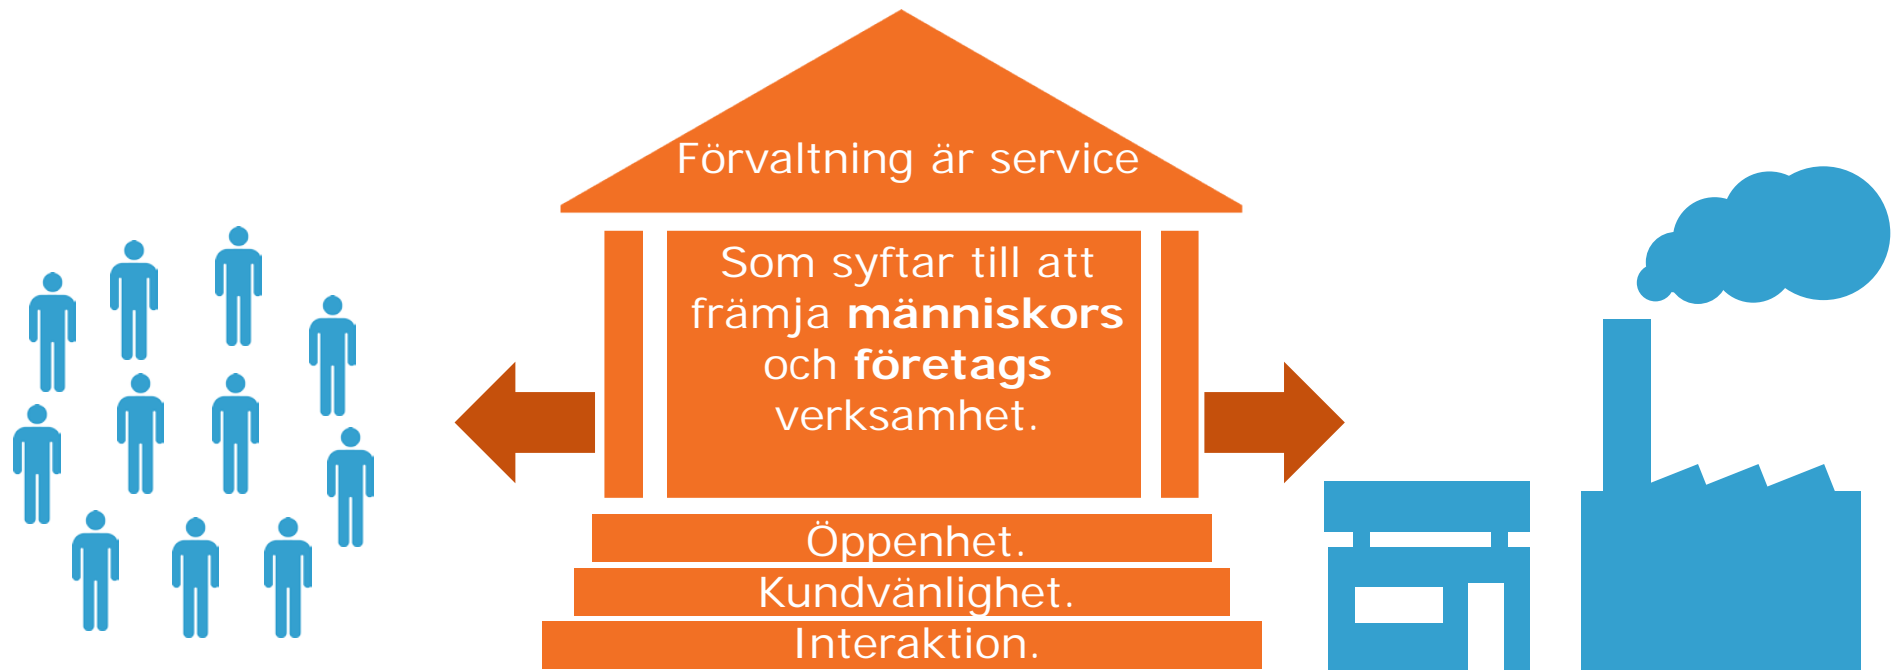 Förvaltning är service
Som syftar till att
främja människors
och företags
verksamhet.
Öppenhet.
Kundvänlighet.
Interaktion.